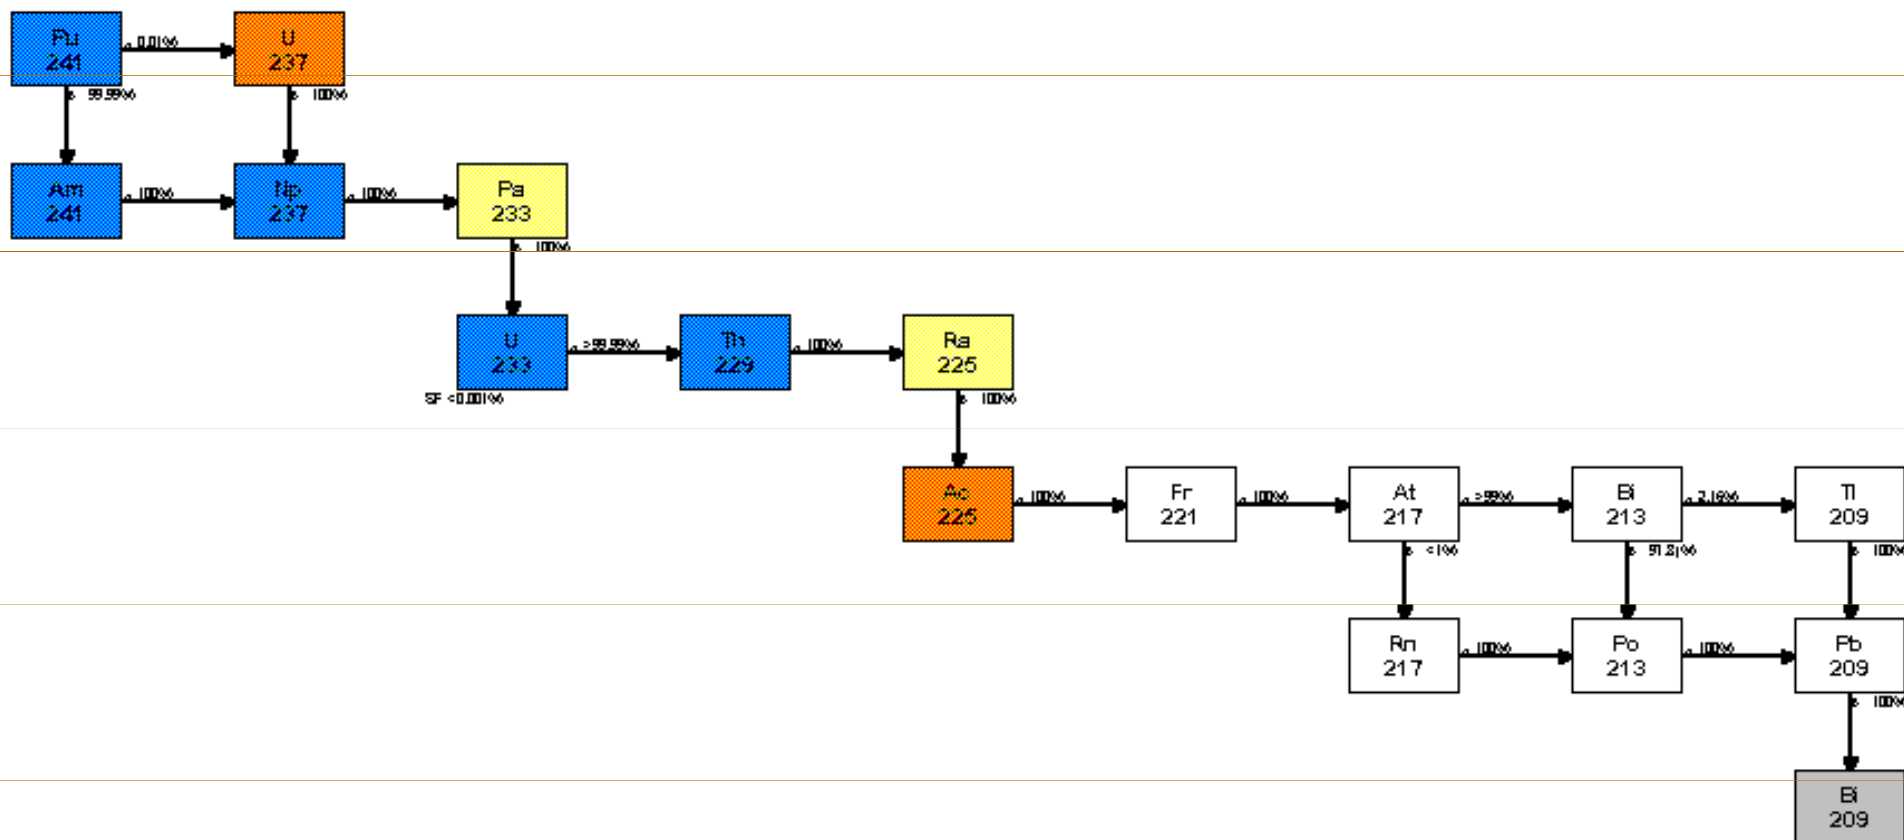 Pu
241
α 0.01%
U
237
β 99.99%
β 100%
Am
241
α 100%
Np
237
α 100%
Pa
233
β 100%
U
233
α >99.99%
Th
229
α 100%
Ra
225
SF <0.001%
β 100%
Ac
225
α 100%
Fr
221
α 100%
At
217
α >99%
Bi
213
α 2.16%
Tl
209
β <1%
β
β 100%
Rn
217
α 100%
Po
213
α 100%
Pb
209
β 100%
Bi
209